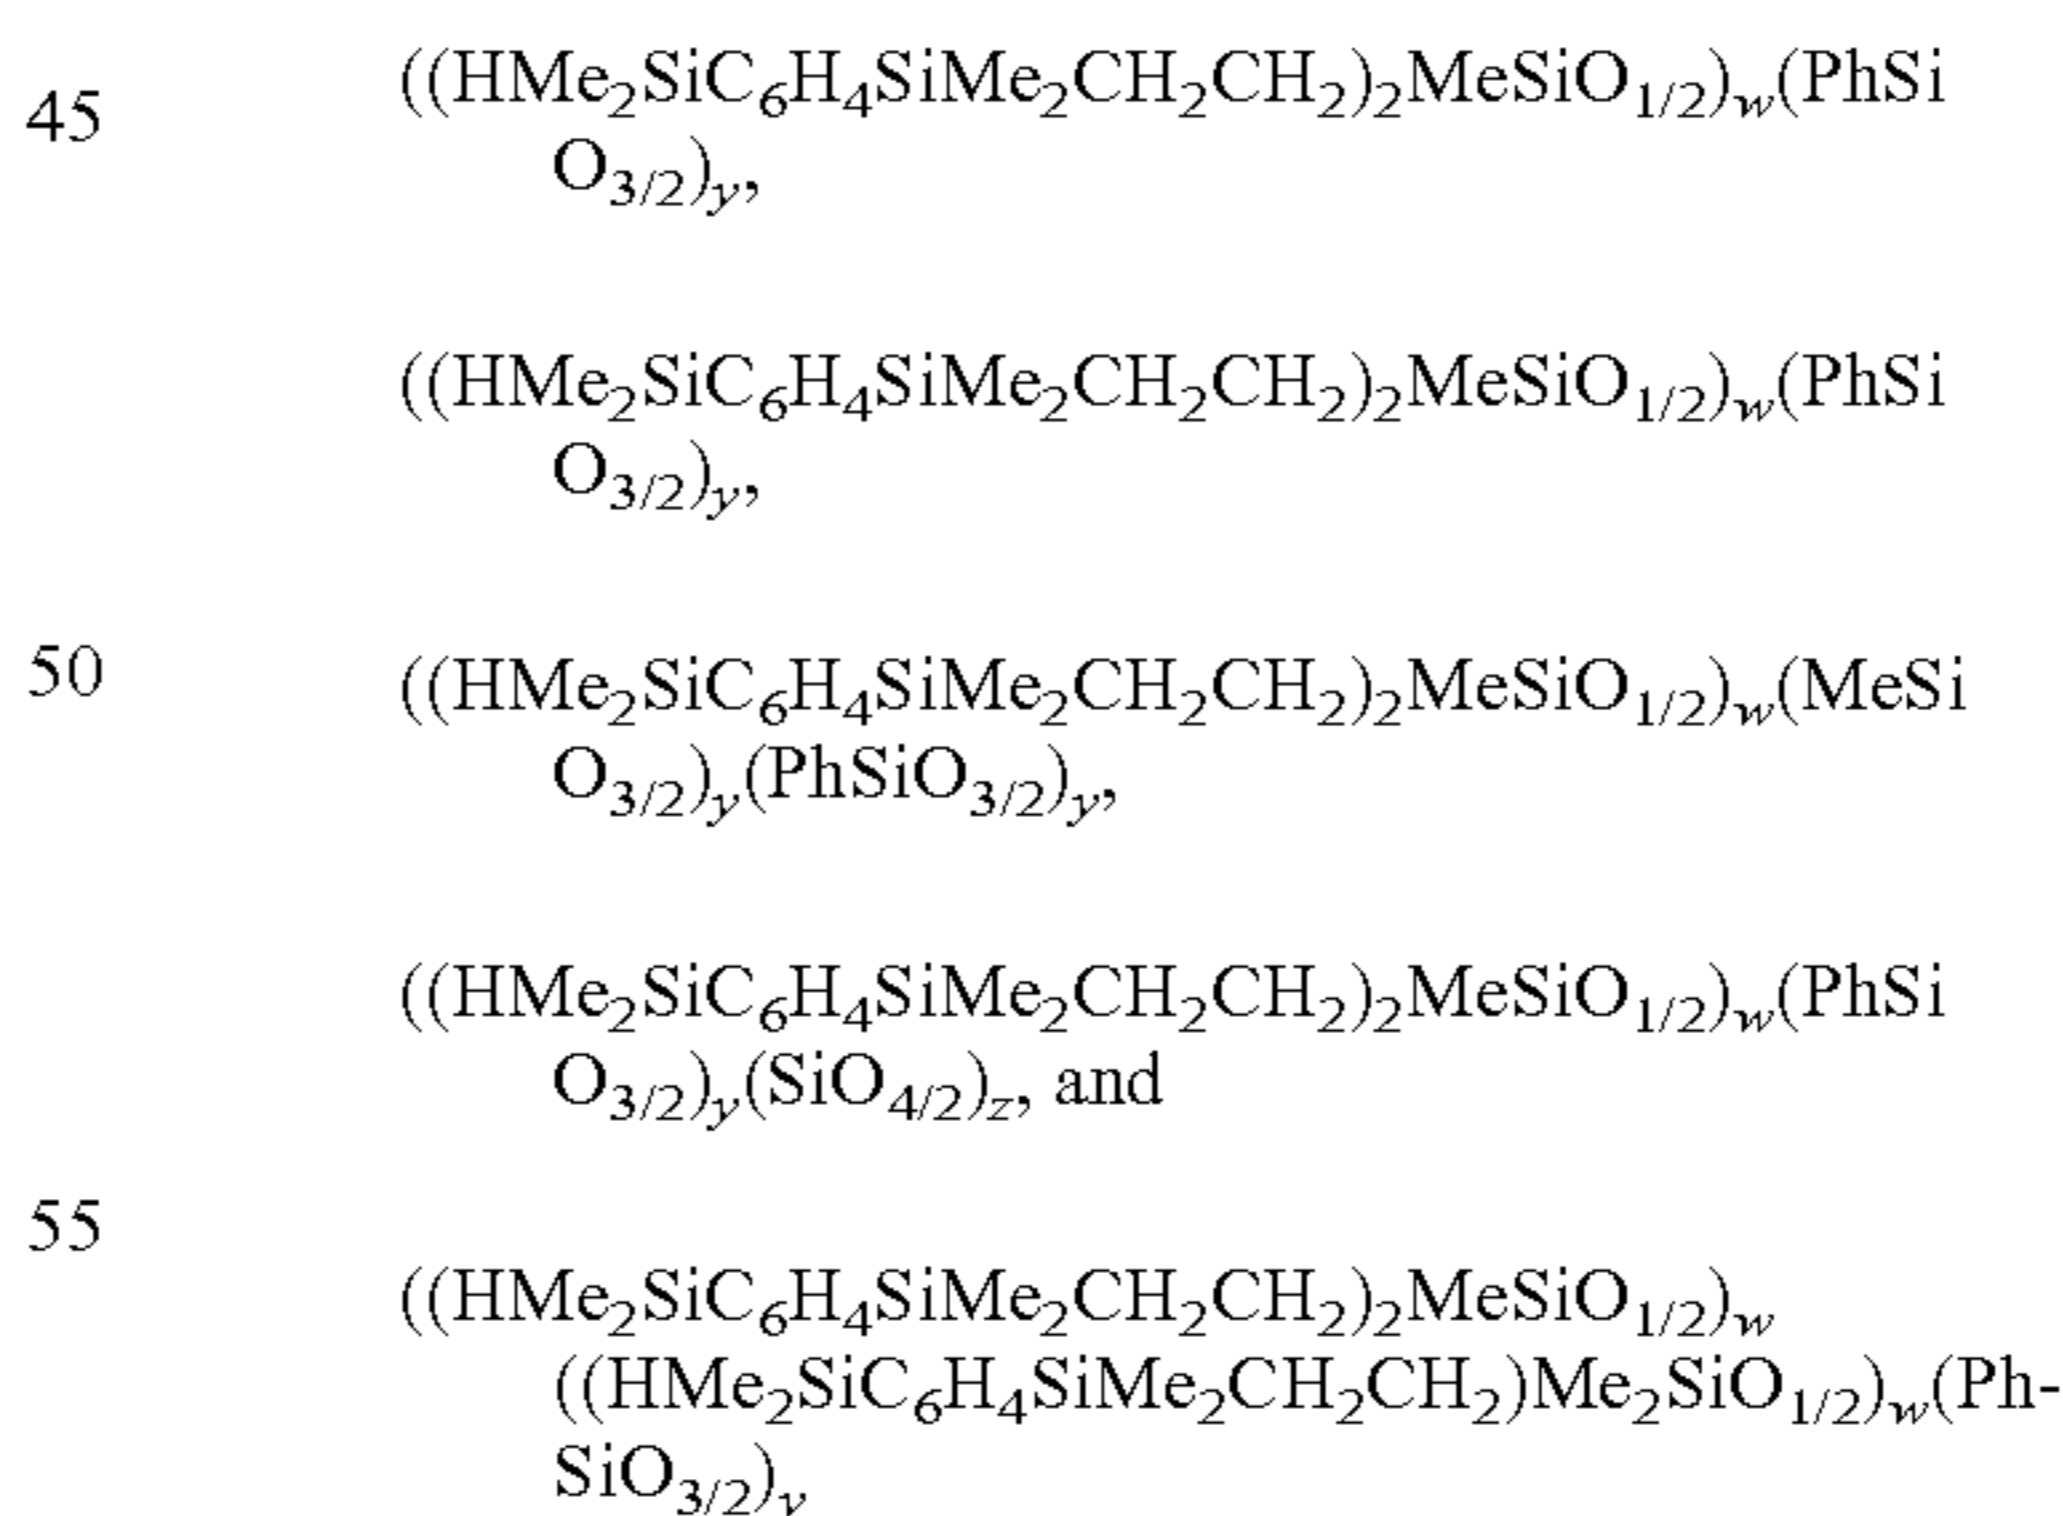 45 ((HMe₂SiC₆H₄SiMe₂CH₂CH₂)₂MeSiO₁/₂)w(PhSi
O₃/₂)y,
((HMe₂SiC₆H₄SiMe₂CH₂CH₂)₂MeSiO₁/₂)w(PhSi
O₃/₂)y,
50 ((HMe₂SiC₆H₄SiMe₂CH₂CH₂)₂MeSiO₁/₂)w(MeSi
O₃/₂)y(PhSiO₃/₂)y,
((HMe₂SiC₆H₄SiMe₂CH₂CH₂)₂MeSiO₁/₂)w(PhSi
O₃/₂)y(SiO₄/₂)z, and
55
((HMe₂SiC₆H₄SiMe₂CH₂CH₂)₂MeSiO₁/₂)w
((HMe₂SiC₆H₄SiMe₂CH₂CH₂)Me₂SiO₁/₂)w(Ph-
SiO₃/₂)y